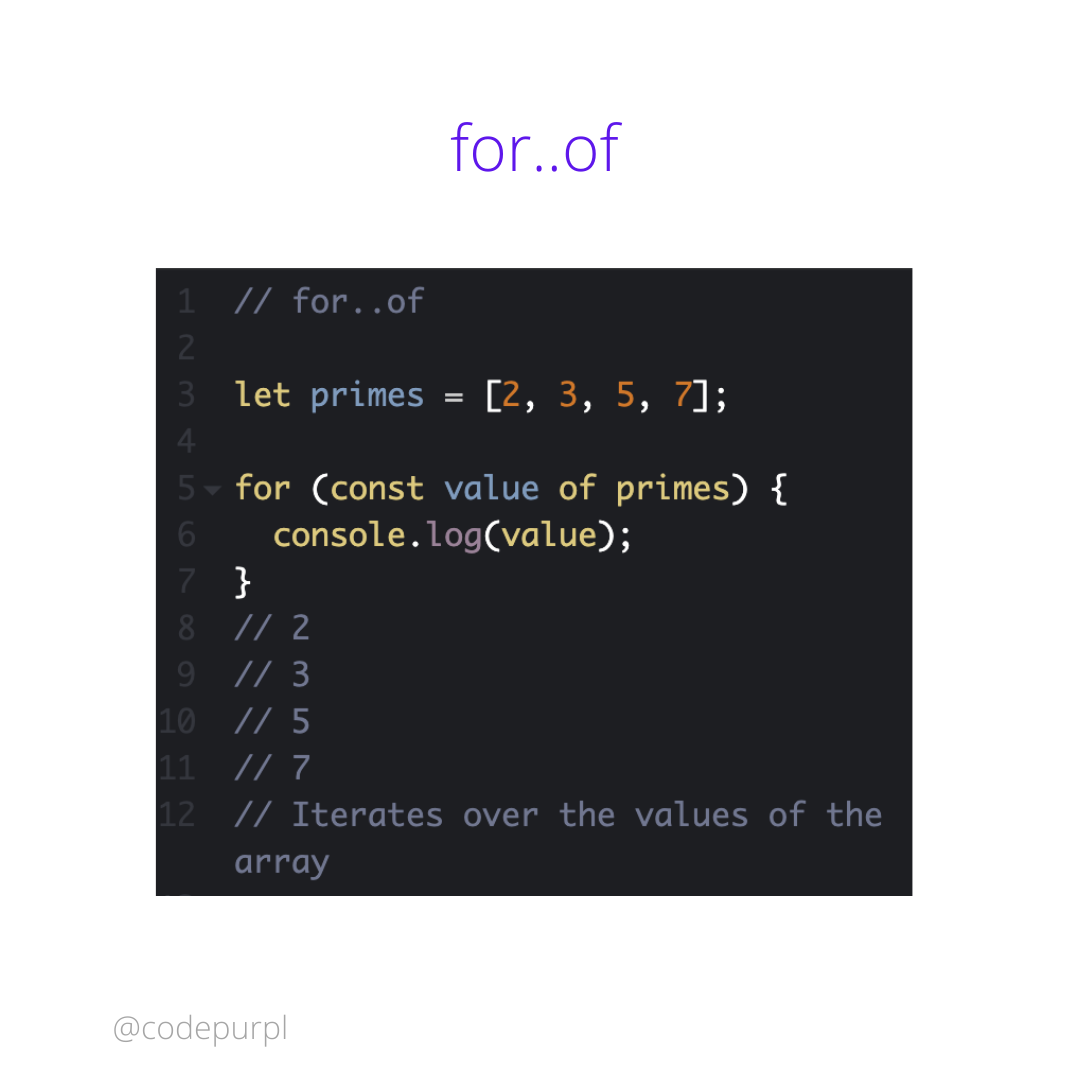 for..of
1 // for..of
2
3 let primes = [2, 3, 5, 7];
4
5 for (const value of primes) {
6   console.log(value);
7 }
8 // 2
9 // 3
10 // 5
11 // 7
12 // Iterates over the values of the
array
@codepurpl